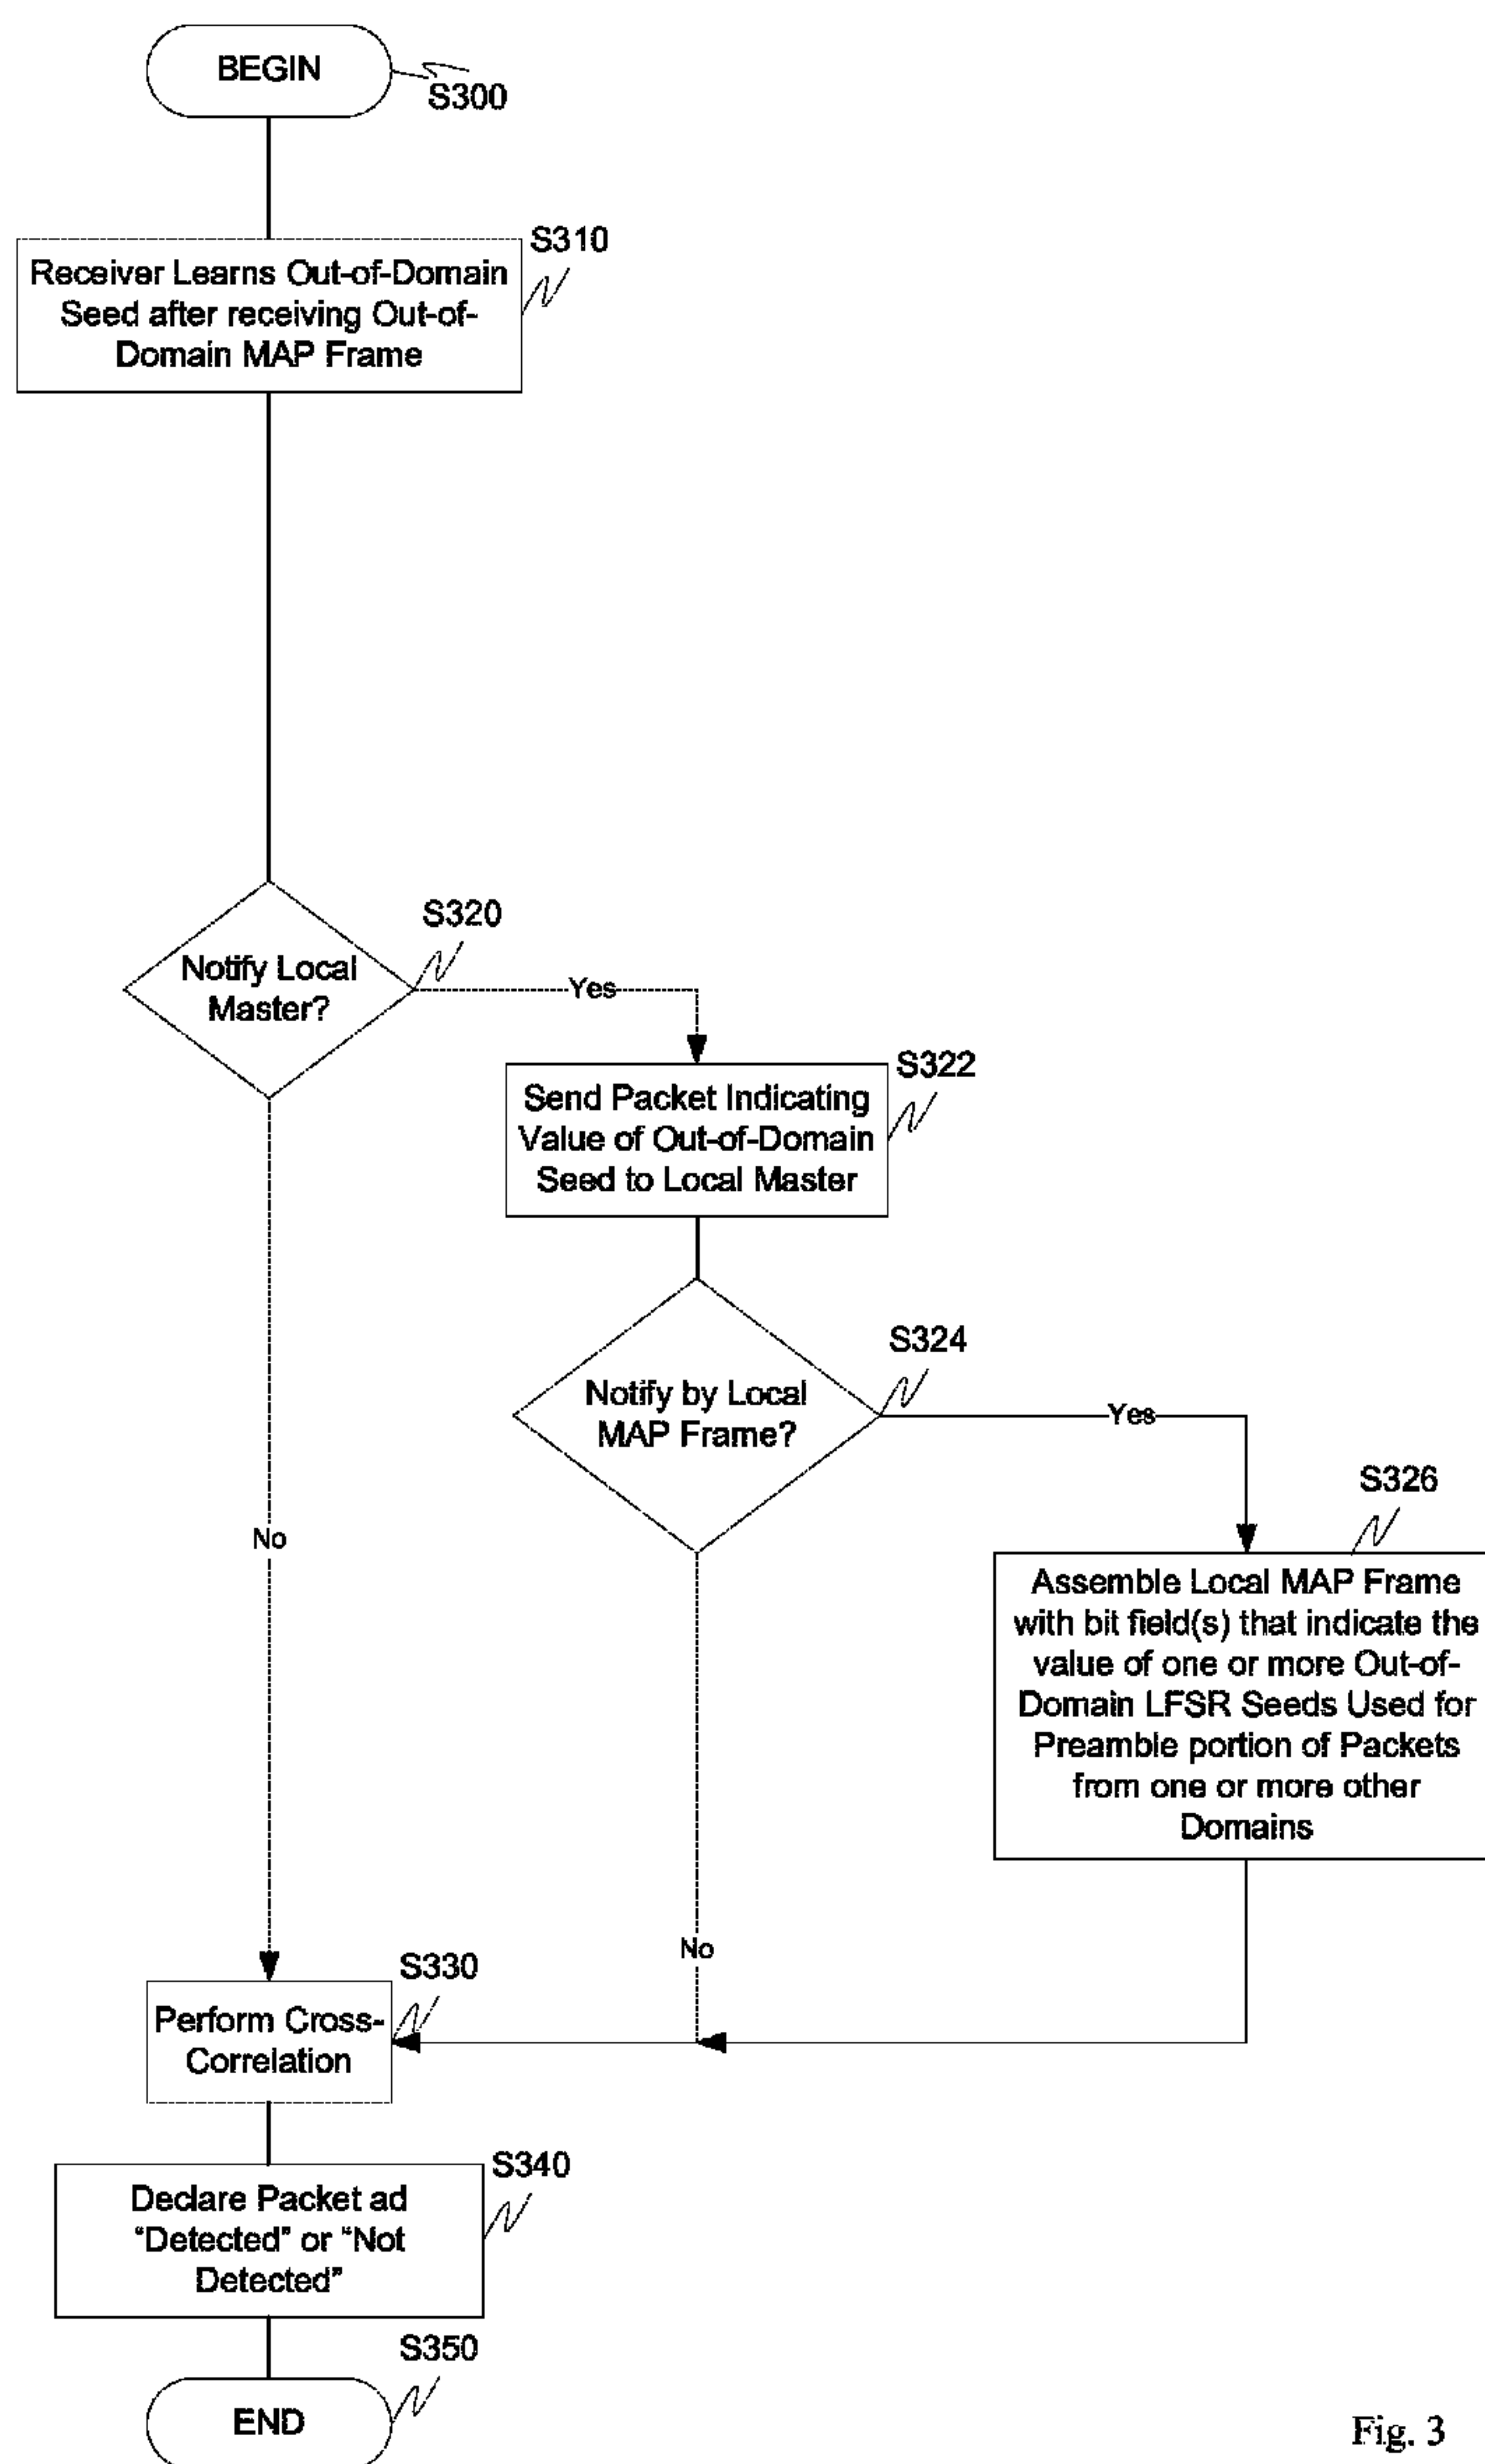 BEGIN
S300
S310
Receiver Learns Out-of-Domain
Seed after receiving Out-of-
Domain MAP Frame
S320
Notify Local
Master?
Yes
S322
Send Packet Indicating
Value of Out-of-Domain
Seed to Local Master
S324
Notify by Local
MAP Frame?
Yes
S326
Assemble Local MAP Frame
with bit field(s) that indicate the
value of one or more Out-of-
Domain LFSR Seeds Used for
Preamble portion of Packets
from one or more other
Domains
No
No
S330
Perform Cross-
Correlation
S340
Declare Packet ad
“Detected” or “Not
Detected”
S350
END
Fig. 3